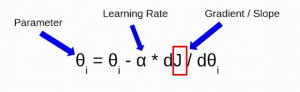 Learning Rate
Gradient / Slope
Parameter
θi = θi - α * dJ / dθi